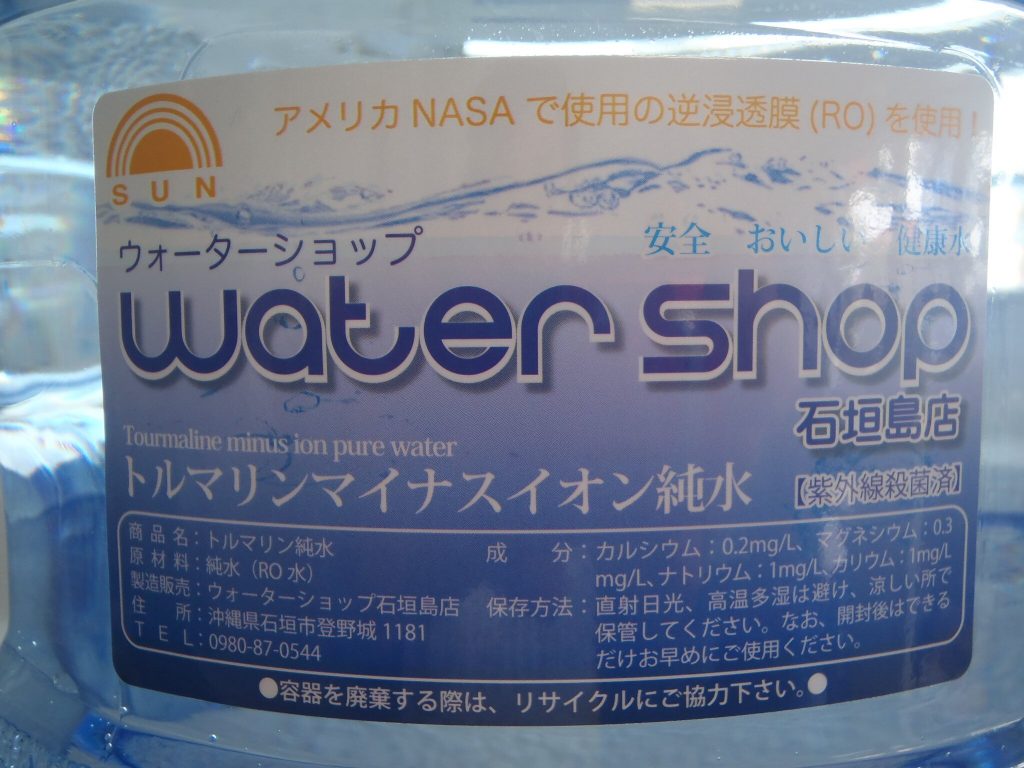 アメリカ NASA で使用の逆浸透膜 (RO) を使用！
SUN
安全 おいしい 健康水
ウォーターショップ
water shop
石垣島店
Tourmaline minus ion pure water
トルマリンマイナスイオン純水
【紫外線殺菌済】
商品名：トルマリン純水
原材料：純水（RO 水）
製造販売：ウォーターショップ石垣島店
住　所：沖縄県石垣市登野城 1181
ＴＥＬ：0980-87-0544
成　分：カルシウム：0.2mg/L、マグネシウム：0.3
mg/L、ナトリウム：1mg/L、カリウム：1mg/L
保存方法：直射日光、高温多湿は避け、涼しい所で
保管してください。なお、開封後はできる
だけお早めにご使用ください。
●容器を廃棄する際は、リサイクルにご協力下さい。●